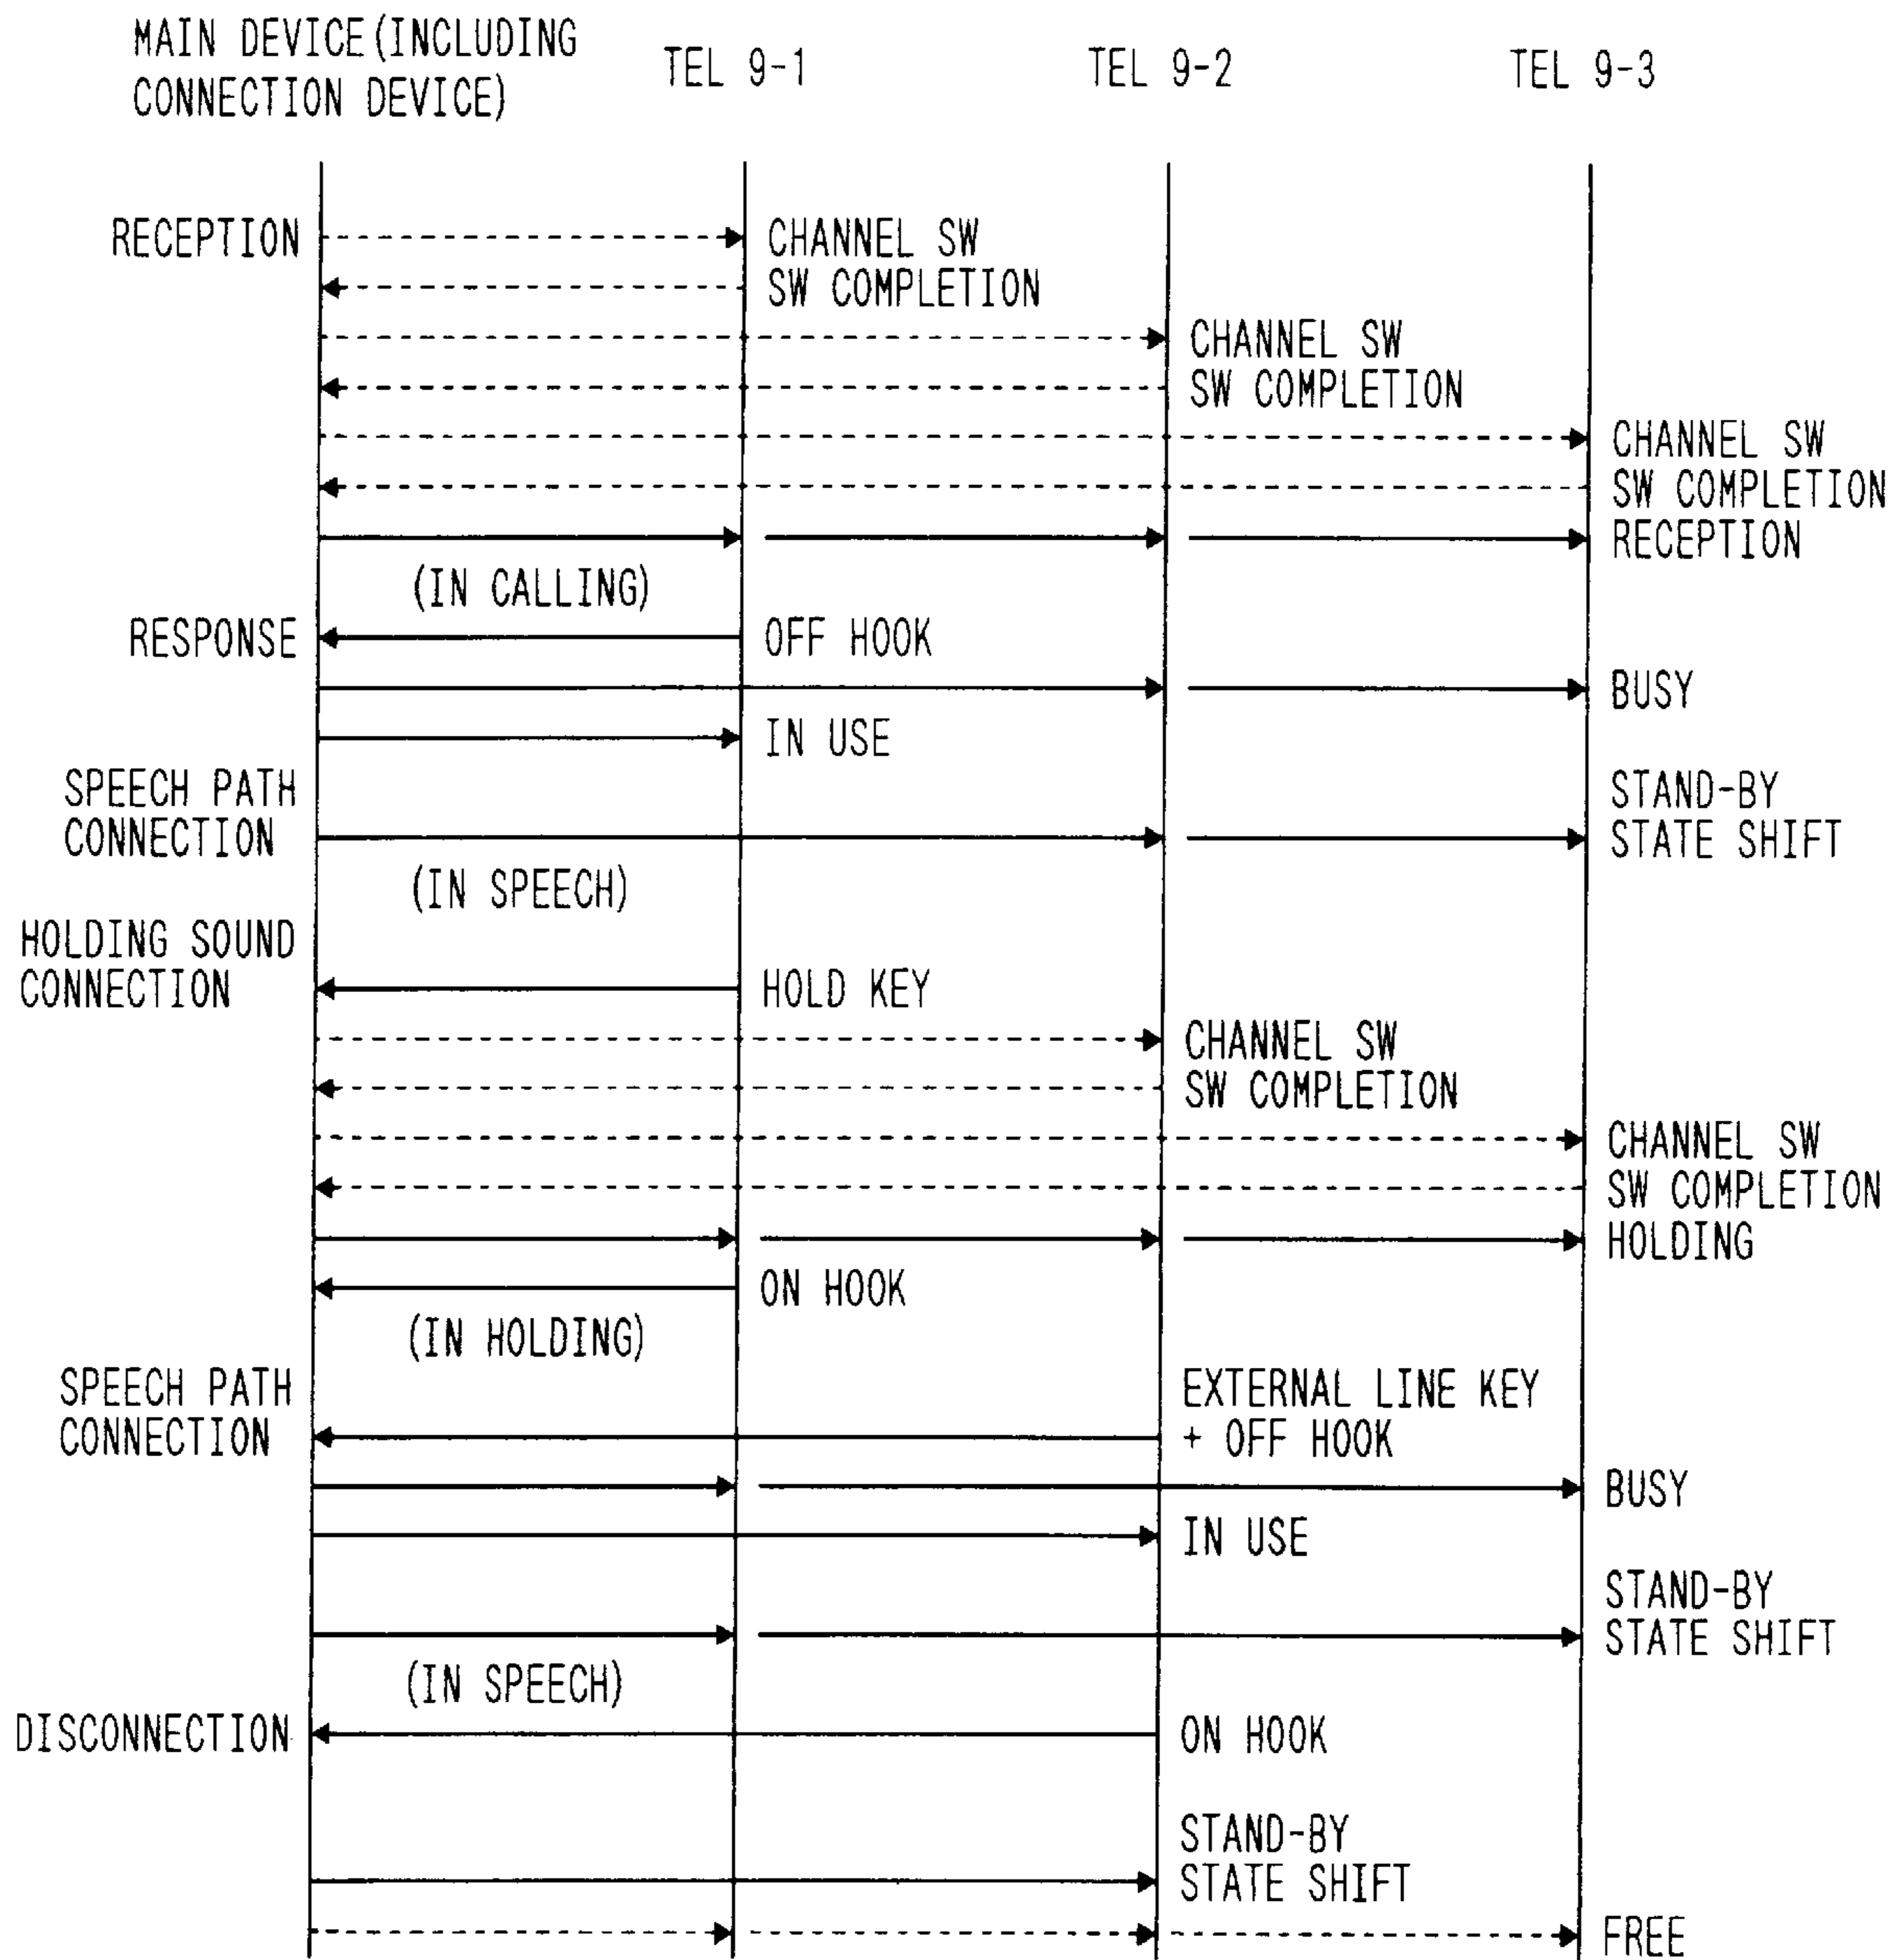 MAIN DEVICE (INCLUDING
CONNECTION DEVICE)
TEL 9-1
TEL 9-2
TEL 9-3
RECEPTION
CHANNEL SW
SW COMPLETION
CHANNEL SW
SW COMPLETION
CHANNEL SW
SW COMPLETION
RECEPTION
(IN CALLING)
RESPONSE
OFF HOOK
BUSY
IN USE
SPEECH PATH
CONNECTION
STAND-BY
STATE SHIFT
(IN SPEECH)
HOLDING SOUND
CONNECTION
HOLD KEY
CHANNEL SW
SW COMPLETION
CHANNEL SW
SW COMPLETION
HOLDING
ON HOOK
(IN HOLDING)
SPEECH PATH
CONNECTION
EXTERNAL LINE KEY
+ OFF HOOK
BUSY
IN USE
STAND-BY
STATE SHIFT
(IN SPEECH)
DISCONNECTION
ON HOOK
STAND-BY
STATE SHIFT
FREE